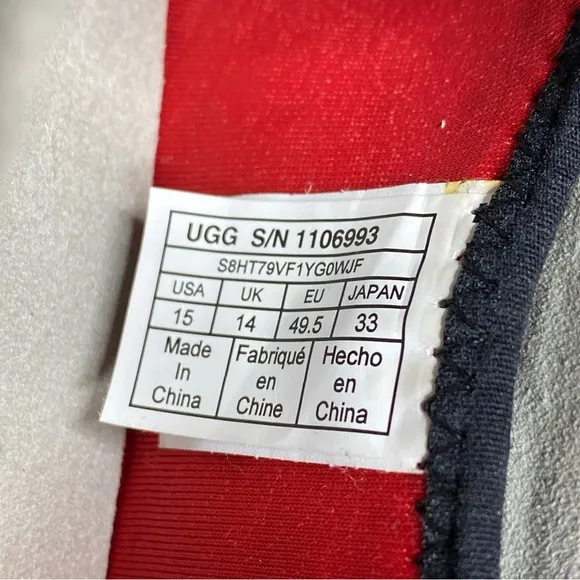 UGG S/N 1106993
S8HT79VF1YG0WJF
USA UK EU JAPAN
15 14 49.5 33
Made Fabriqué Hecho
In en en
China Chine China